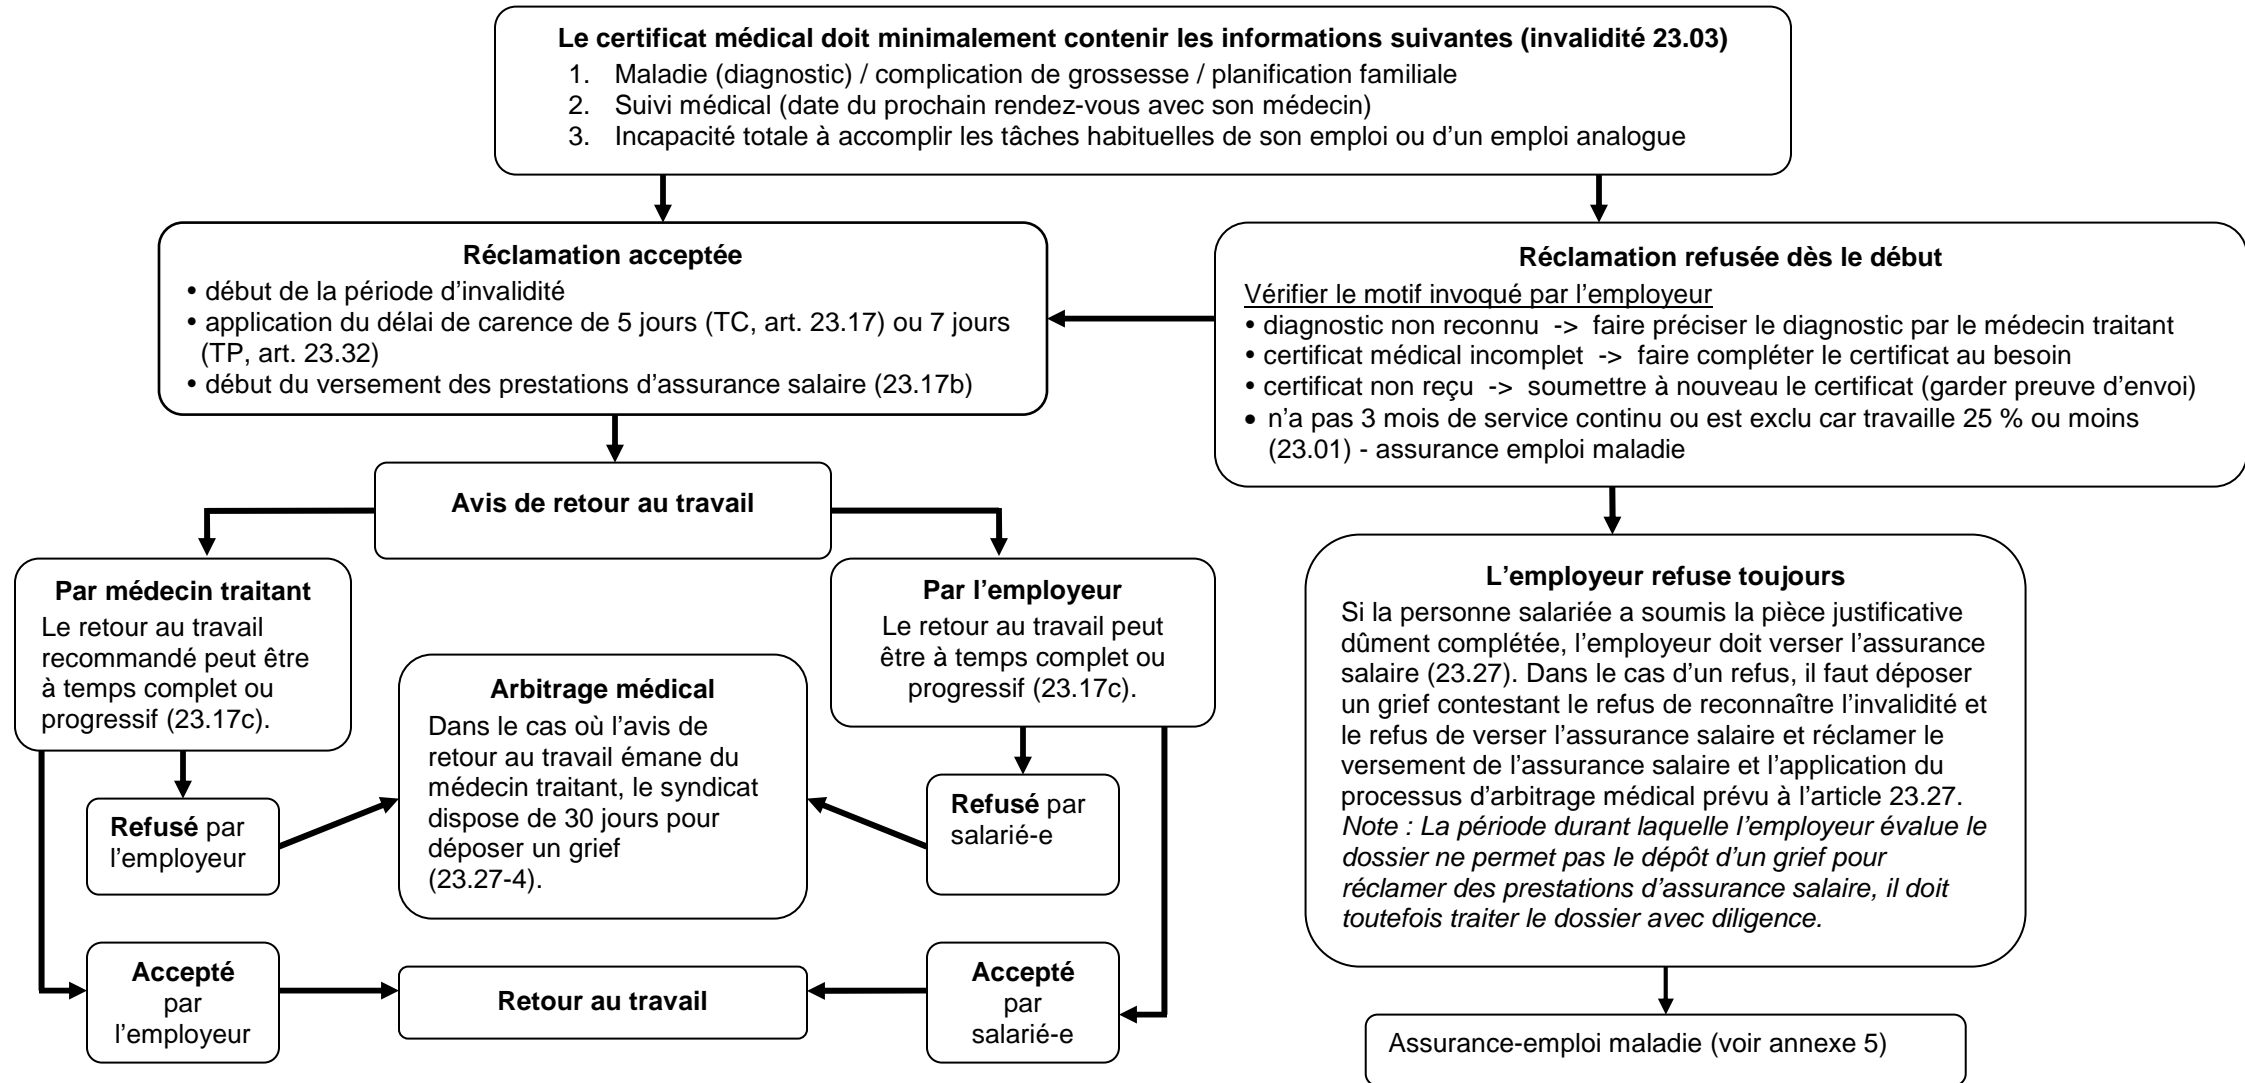 Le certificat médical doit minimalement contenir les informations suivantes (invalidité 23.03)
1. Maladie (diagnostic) / complication de grossesse / planification familiale
2. Suivi médical (date du prochain rendez-vous avec son médecin)
3. Incapacité totale à accomplir les tâches habituelles de son emploi ou d’un emploi analogue
Réclamation acceptée
• début de la période d’invalidité
• application du délai de carence de 5 jours (TC, art. 23.17) ou 7 jours
(TP, art. 23.32)
• début du versement des prestations d’assurance salaire (23.17b)
Réclamation refusée dès le début
Vérifier le motif invoqué par l’employeur
• diagnostic non reconnu -> faire préciser le diagnostic par le médecin traitant
• certificat médical incomplet -> faire compléter le certificat au besoin
• certificat non reçu -> soumettre à nouveau le certificat (garder preuve d’envoi)
• n’a pas 3 mois de service continu ou est exclu car travaille 25 % ou moins
(23.01) - assurance emploi maladie
Avis de retour au travail
Par médecin traitant
Le retour au travail
recommandé peut être
à temps complet ou
progressif (23.17c).
Par l’employeur
Le retour au travail peut
être à temps complet ou
progressif (23.17c).
L’employeur refuse toujours
Si la personne salariée a soumis la pièce justificative
dûment complétée, l’employeur doit verser l’assurance
salaire (23.27). Dans le cas d’un refus, il faut déposer
un grief contestant le refus de reconnaître l’invalidité et
le refus de verser l’assurance salaire et réclamer le
versement de l’assurance salaire et l’application du
processus d’arbitrage médical prévu à l’article 23.27.
Note : La période durant laquelle l’employeur évalue le
dossier ne permet pas le dépôt d’un grief pour
réclamer des prestations d’assurance salaire, il doit
toutefois traiter le dossier avec diligence.
Arbitrage médical
Dans le cas où l’avis de
retour au travail émane du
médecin traitant, le syndicat
dispose de 30 jours pour
déposer un grief
(23.27-4).
Refusé par
l’employeur
Refusé par
salarié-e
Accepté
par
l’employeur
Retour au travail
Accepté
par
salarié-e
Assurance-emploi maladie (voir annexe 5)